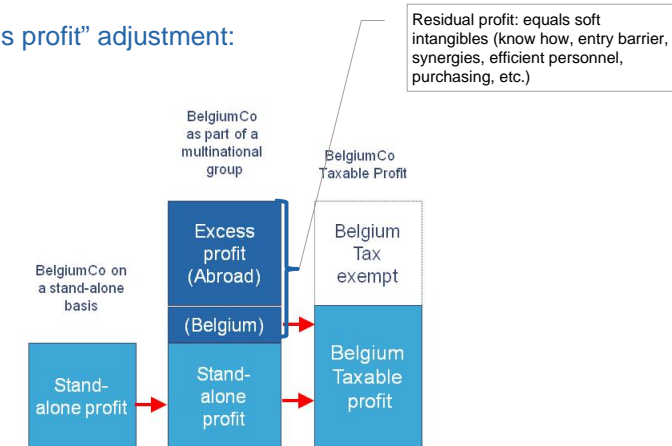 s profit” adjustment:
Residual profit: equals soft
intangibles (know how, entry barrier,
synergies, efficient personnel,
purchasing, etc.)
BelgiumCo
as part of a
multinational
group
BelgiumCo
Taxable Profit
BelgiumCo on
a stand-alone
basis
Excess
profit
(Abroad)
(Belgium)
Belgium
Tax
exempt
Stand-
alone profit
Stand-
alone
profit
Belgium
Taxable
profit